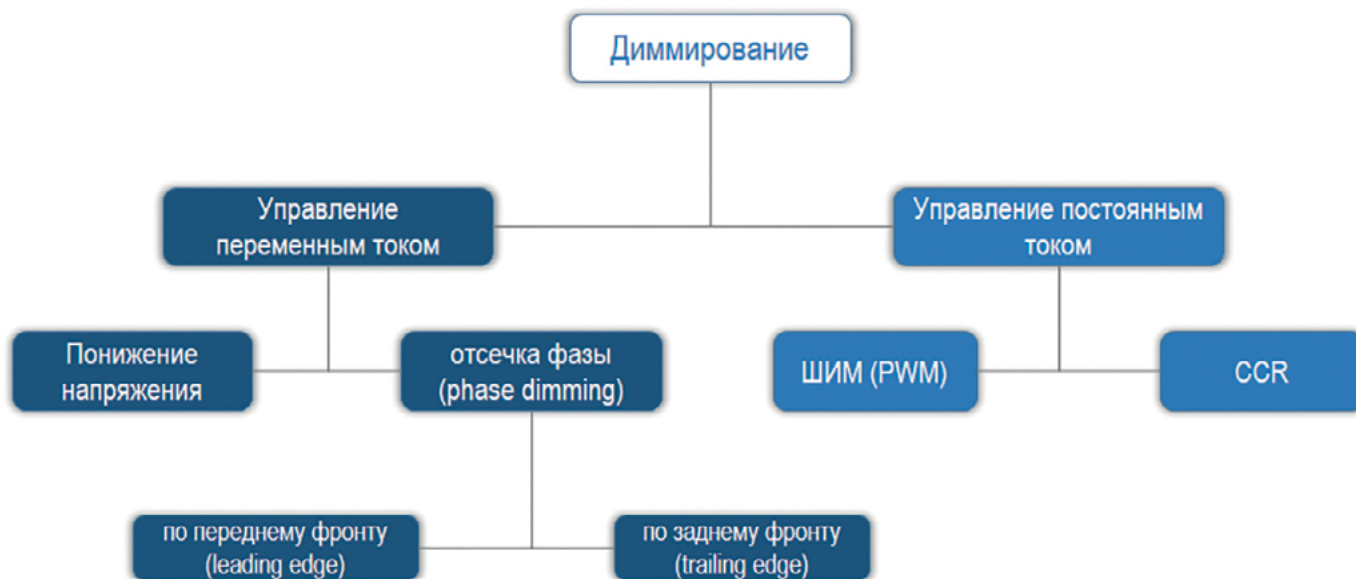 Диммирование
Управление
переменным током
Управление постоянным
током
Понижение
напряжения
отсечка фазы
(phase dimming)
ШИМ (PWM)
CCR
по переднему фронту
(leading edge)
по заднему фронту
(trailing edge)